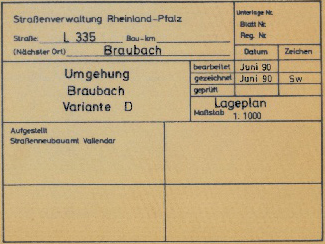 Straßenverwaltung Rheinland-Pfalz
Straße L 335 Bau-km
(Nächster Ort) Braubach
Unterlage Nr.
Blatt Nr.
Reg. Nr.
Datum Zeichen
bearbeitet Juni 90
gezeichnet Juni 90 Sw
geprüft
Umgehung
Braubach
Variante D
Lageplan
Maßstab 1:1000
Aufgestellt
Straßenneubauamt Vallendar